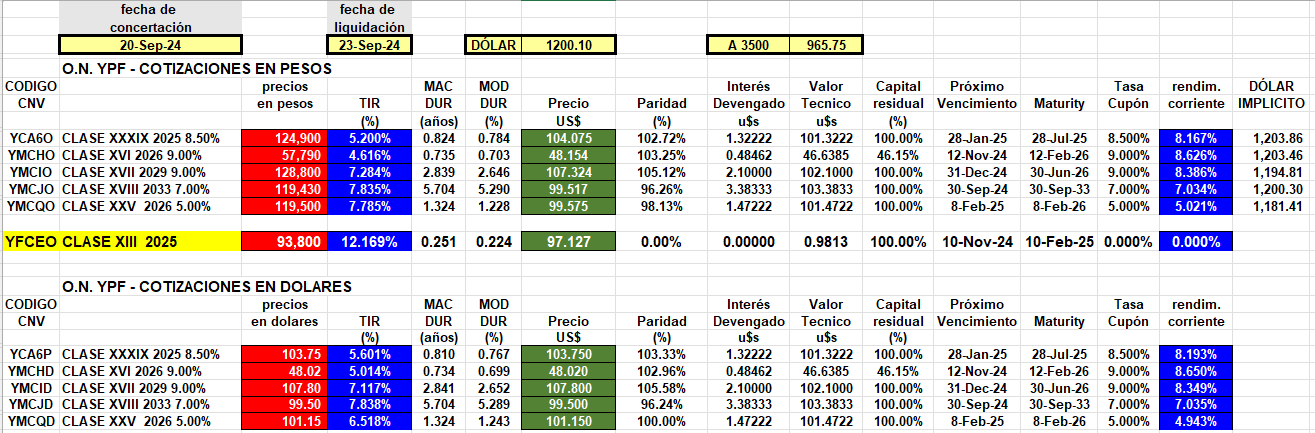 fecha de fecha de
concertación liquidación
20-Sep-24 23-Sep-24 DÓLAR 1200.10 A 3500 965.75
O.N. YPF - COTIZACIONES EN PESOS
CODIGO precios MAC MOD Interés Valor Capital Próximo Tasa rendim. DÓLAR
CNV en pesos TIR DUR DUR Precio Paridad Devengado Tecnico residual Vencimiento Maturity Cupón corriente IMPLICITO
(%) (años) (%) US$ (%) u$s u$s (%)
YCA6O CLASE XXXIX 2025 8.50% 124,900 5.200% 0.824 0.784 104.075 102.72% 1.32222 101.3222 100.00% 28-Jan-25 28-Jul-25 8.500% 8.167% 1,203.86
YMCHO CLASE XVI 2026 9.00% 57,790 4.616% 0.735 0.703 48.154 103.25% 0.48462 46.6385 46.15% 12-Nov-24 12-Feb-26 9.000% 8.626% 1,203.46
YMCIO CLASE XVII 2029 9.00% 128,800 7.284% 2.839 2.646 107.324 105.12% 2.10000 102.1000 100.00% 31-Dec-24 30-Jun-26 9.000% 8.386% 1,194.81
YMCJO CLASE XVIII 2033 7.00% 119,430 7.835% 5.704 5.290 99.517 96.26% 3.38333 103.3833 100.00% 30-Sep-24 30-Sep-33 7.000% 7.034% 1,200.30
YMCQO CLASE XXV 2026 5.00% 119,500 7.785% 1.324 1.228 99.575 98.13% 1.47222 101.4722 100.00% 8-Feb-25 8-Feb-26 5.000% 5.021% 1,181.41
YFCEO CLASE XIII 2025 93,800 12.169% 0.251 0.224 97.127 0.00% 0.00000 0.9813 100.00% 10-Nov-24 10-Feb-25 0.000% 0.000%
O.N. YPF - COTIZACIONES EN DOLARES
CODIGO precios MAC MOD Interés Valor Capital Próximo Tasa rendim.
CNV en dolares TIR DUR DUR Precio Paridad Devengado Tecnico residual Vencimiento Maturity Cupón corriente
(%) (años) (%) US$ (%) u$s u$s (%)
YCA6P CLASE XXXIX 2025 8.50% 103.75 5.601% 0.810 0.767 103.750 103.33% 1.32222 101.3222 100.00% 28-Jan-25 28-Jul-25 8.500% 8.193%
YMCHD CLASE XVI 2026 9.00% 48.02 5.014% 0.734 0.699 48.020 102.96% 0.48462 46.6385 46.15% 12-Nov-24 12-Feb-26 9.000% 8.650%
YMCID CLASE XVII 2029 9.00% 107.80 7.117% 2.841 2.652 107.800 105.58% 2.10000 102.1000 100.00% 31-Dec-24 30-Jun-26 9.000% 8.349%
YMCJD CLASE XVIII 2033 7.00% 99.50 7.838% 5.704 5.289 99.500 96.24% 3.38333 103.3833 100.00% 30-Sep-24 30-Sep-33 7.000% 7.035%
YMCQD CLASE XXV 2026 5.00% 101.15 6.518% 1.324 1.243 101.150 100.00% 1.47222 101.4722 100.00% 8-Feb-25 8-Feb-26 5.000% 4.943%